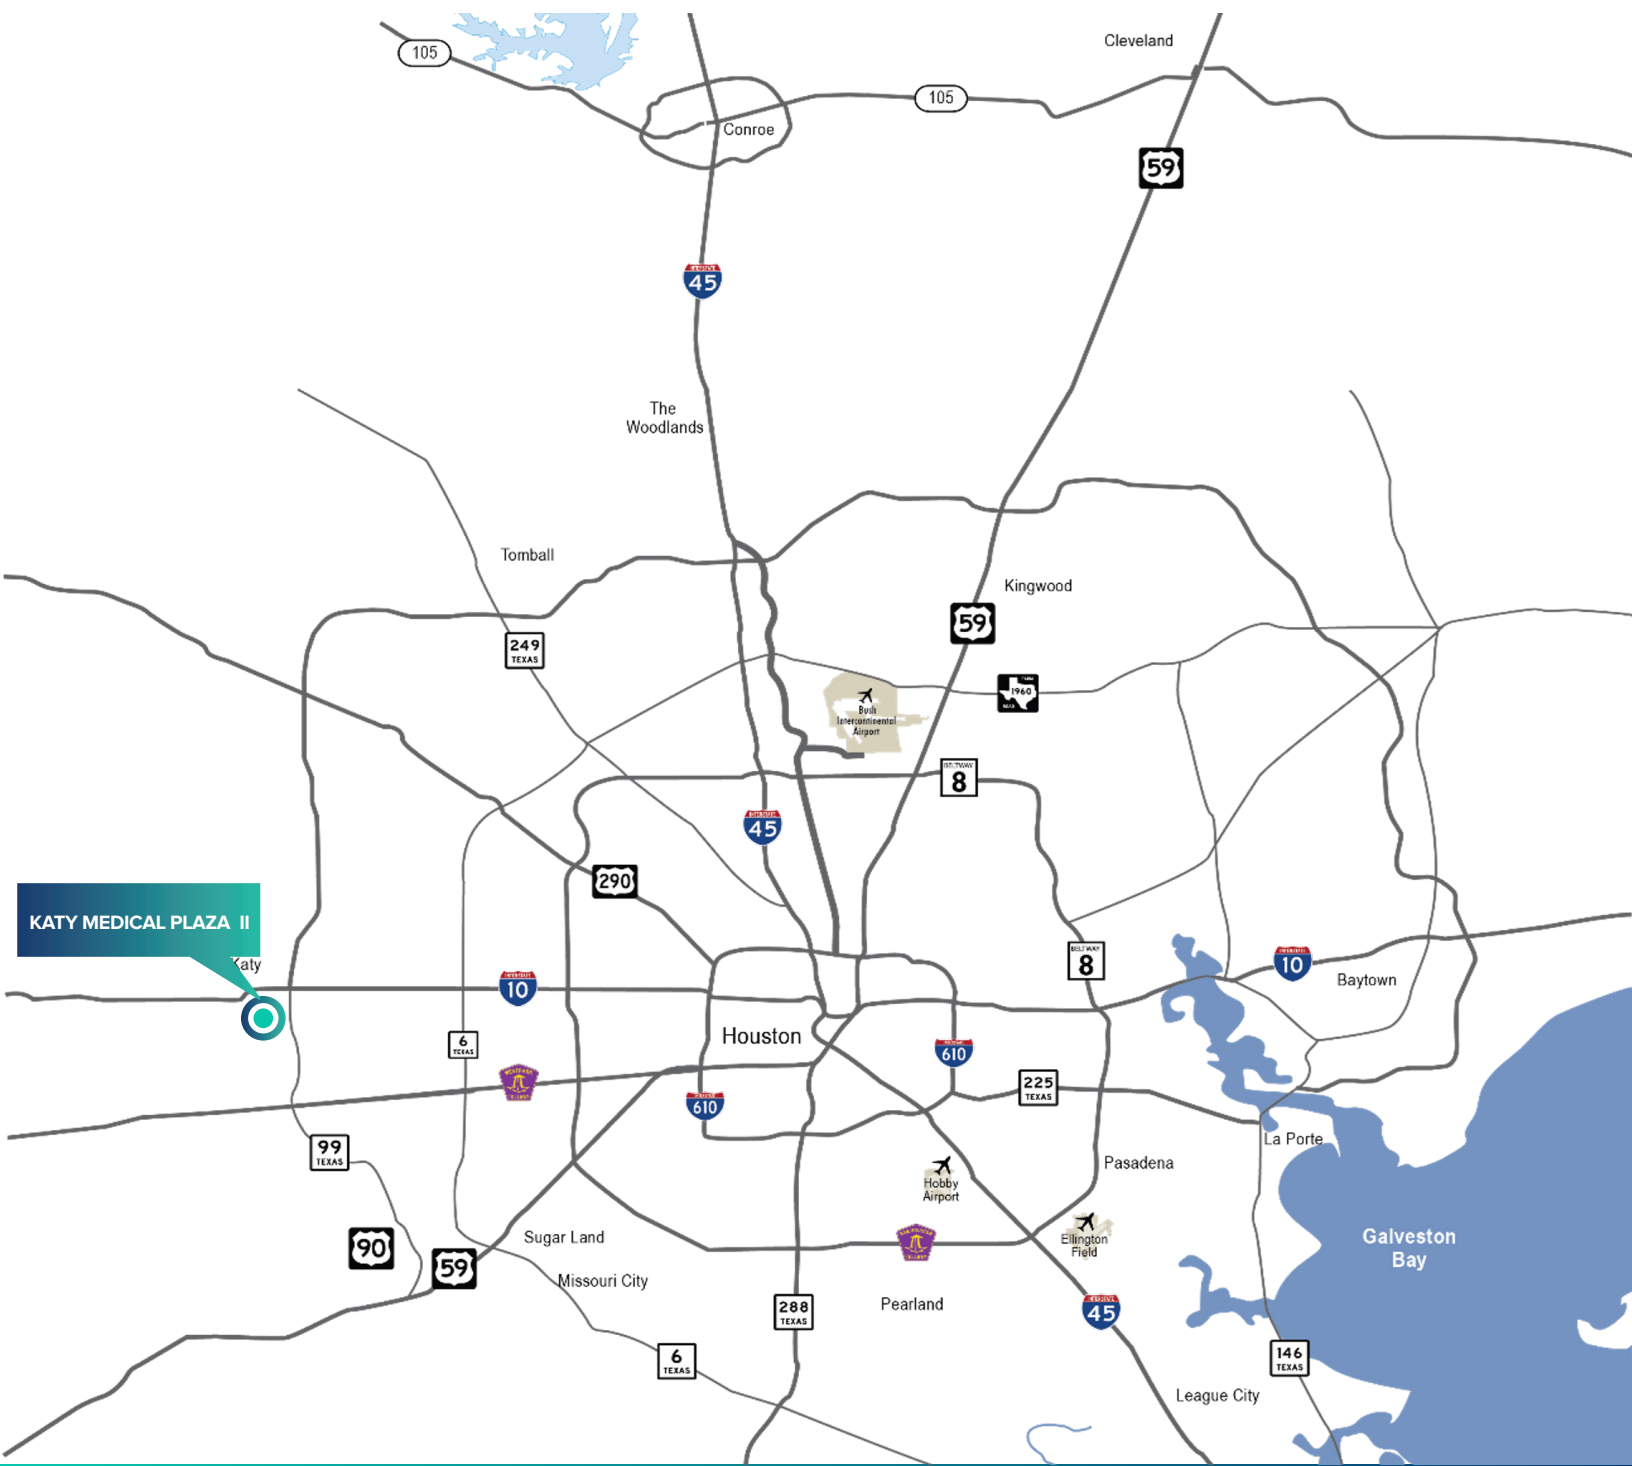 Cleveland
105
105
Conroe
59
45
The
Woodlands
Tomball
Kingwood
59
249
TEXAS
1960
Bush
Intercontinental
Airport
BELTWAY
8
45
290
KATY MEDICAL PLAZA II
Katy
BELTWAY
8
10
10
Baytown
Houston
6
TEXAS
610
225
TEXAS
610
99
TEXAS
La Porte
Pasadena
Hobby
Airport
Sugar Land
Ellington
Field
Galveston
Bay
90
59
Missouri City
Pearland
288
TEXAS
45
6
TEXAS
146
TEXAS
League City